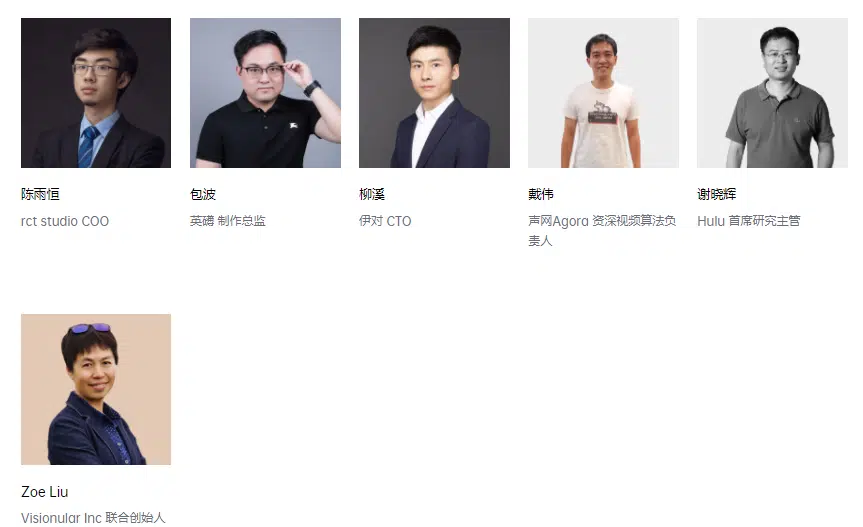 陈雨恒
rct studio COO
包波
英礴 制作总监
柳溪
伊对 CTO
戴伟
声网Agora 资深视频算法负
责人
谢晓辉
Hulu 首席研究主管
Zoe Liu
Visionular Inc 联合创始人